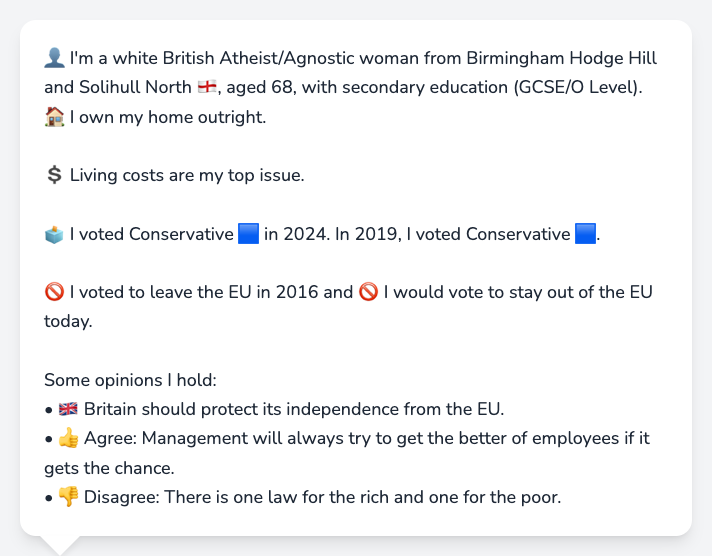 👤 I'm a white British Atheist/Agnostic woman from Birmingham Hodge Hill
and Solihull North 🏴󠁧󠁢󠁥󠁮󠁧󠁿, aged 68, with secondary education (GCSE/O Level).
🏠 I own my home outright.
💲 Living costs are my top issue.
🗳️ I voted Conservative 🟦 in 2024. In 2019, I voted Conservative 🟦.
🚫 I voted to leave the EU in 2016 and 🚫 I would vote to stay out of the EU
today.
Some opinions I hold:
• 🇬🇧 Britain should protect its independence from the EU.
• 👍 Agree: Management will always try to get the better of employees if it
gets the chance.
• 👎 Disagree: There is one law for the rich and one for the poor.